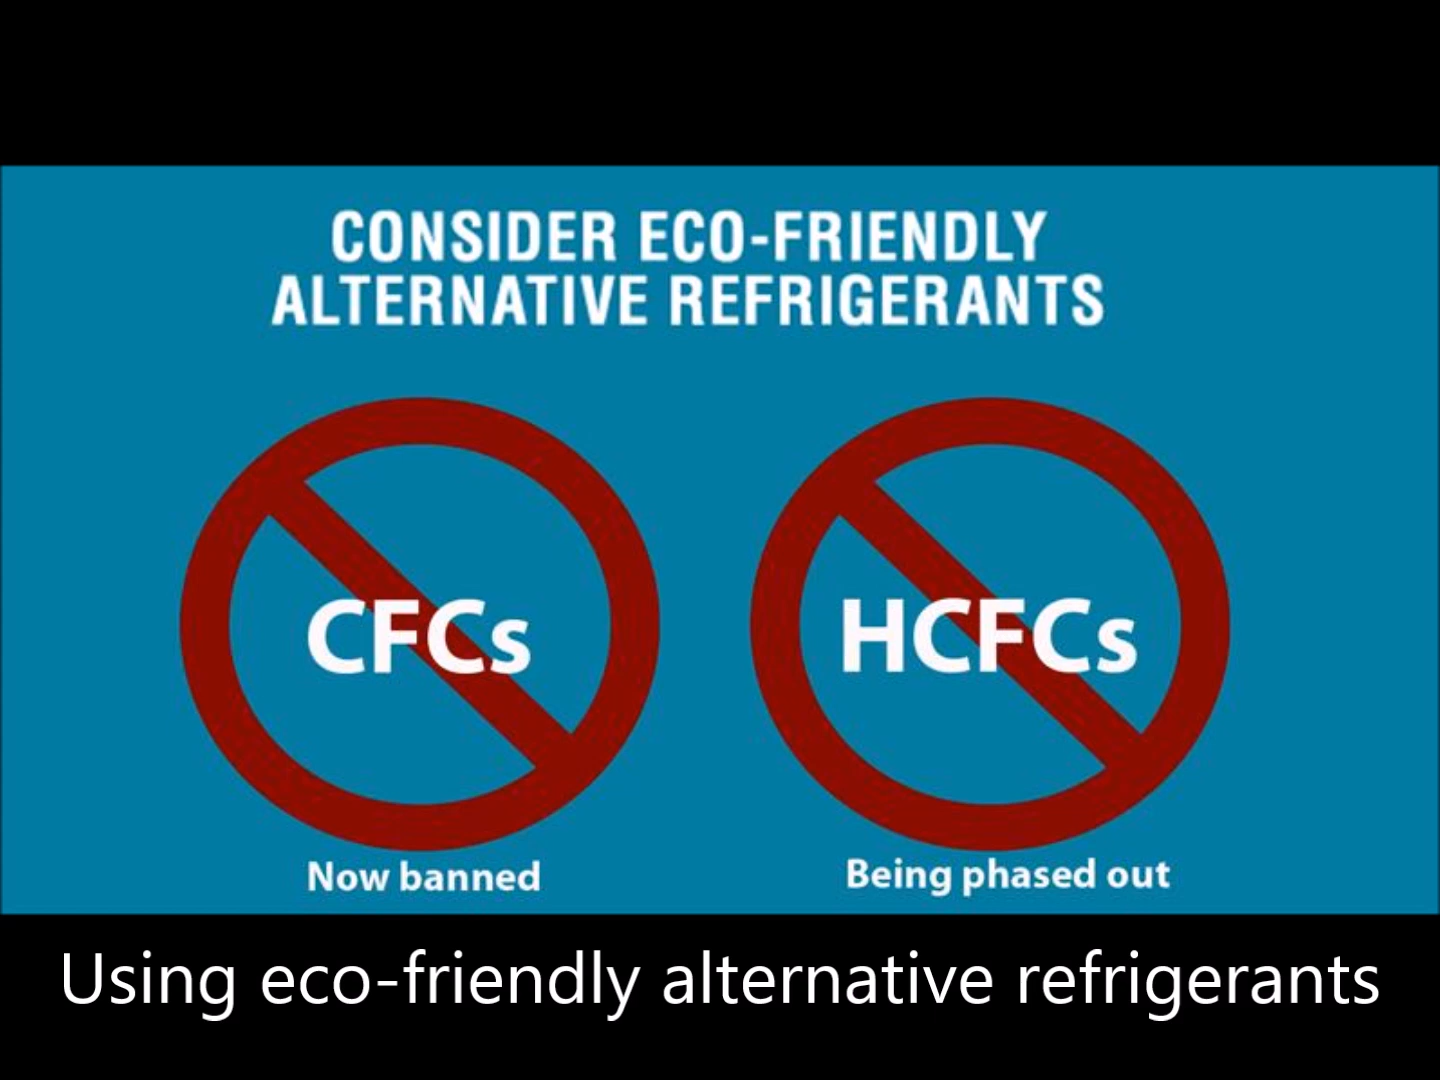 CONSIDER ECO-FRIENDLY
ALTERNATIVE REFRIGERANTS
CFCs
HCFCs
Now banned
Being phased out
Using eco-friendly alternative refrigerants